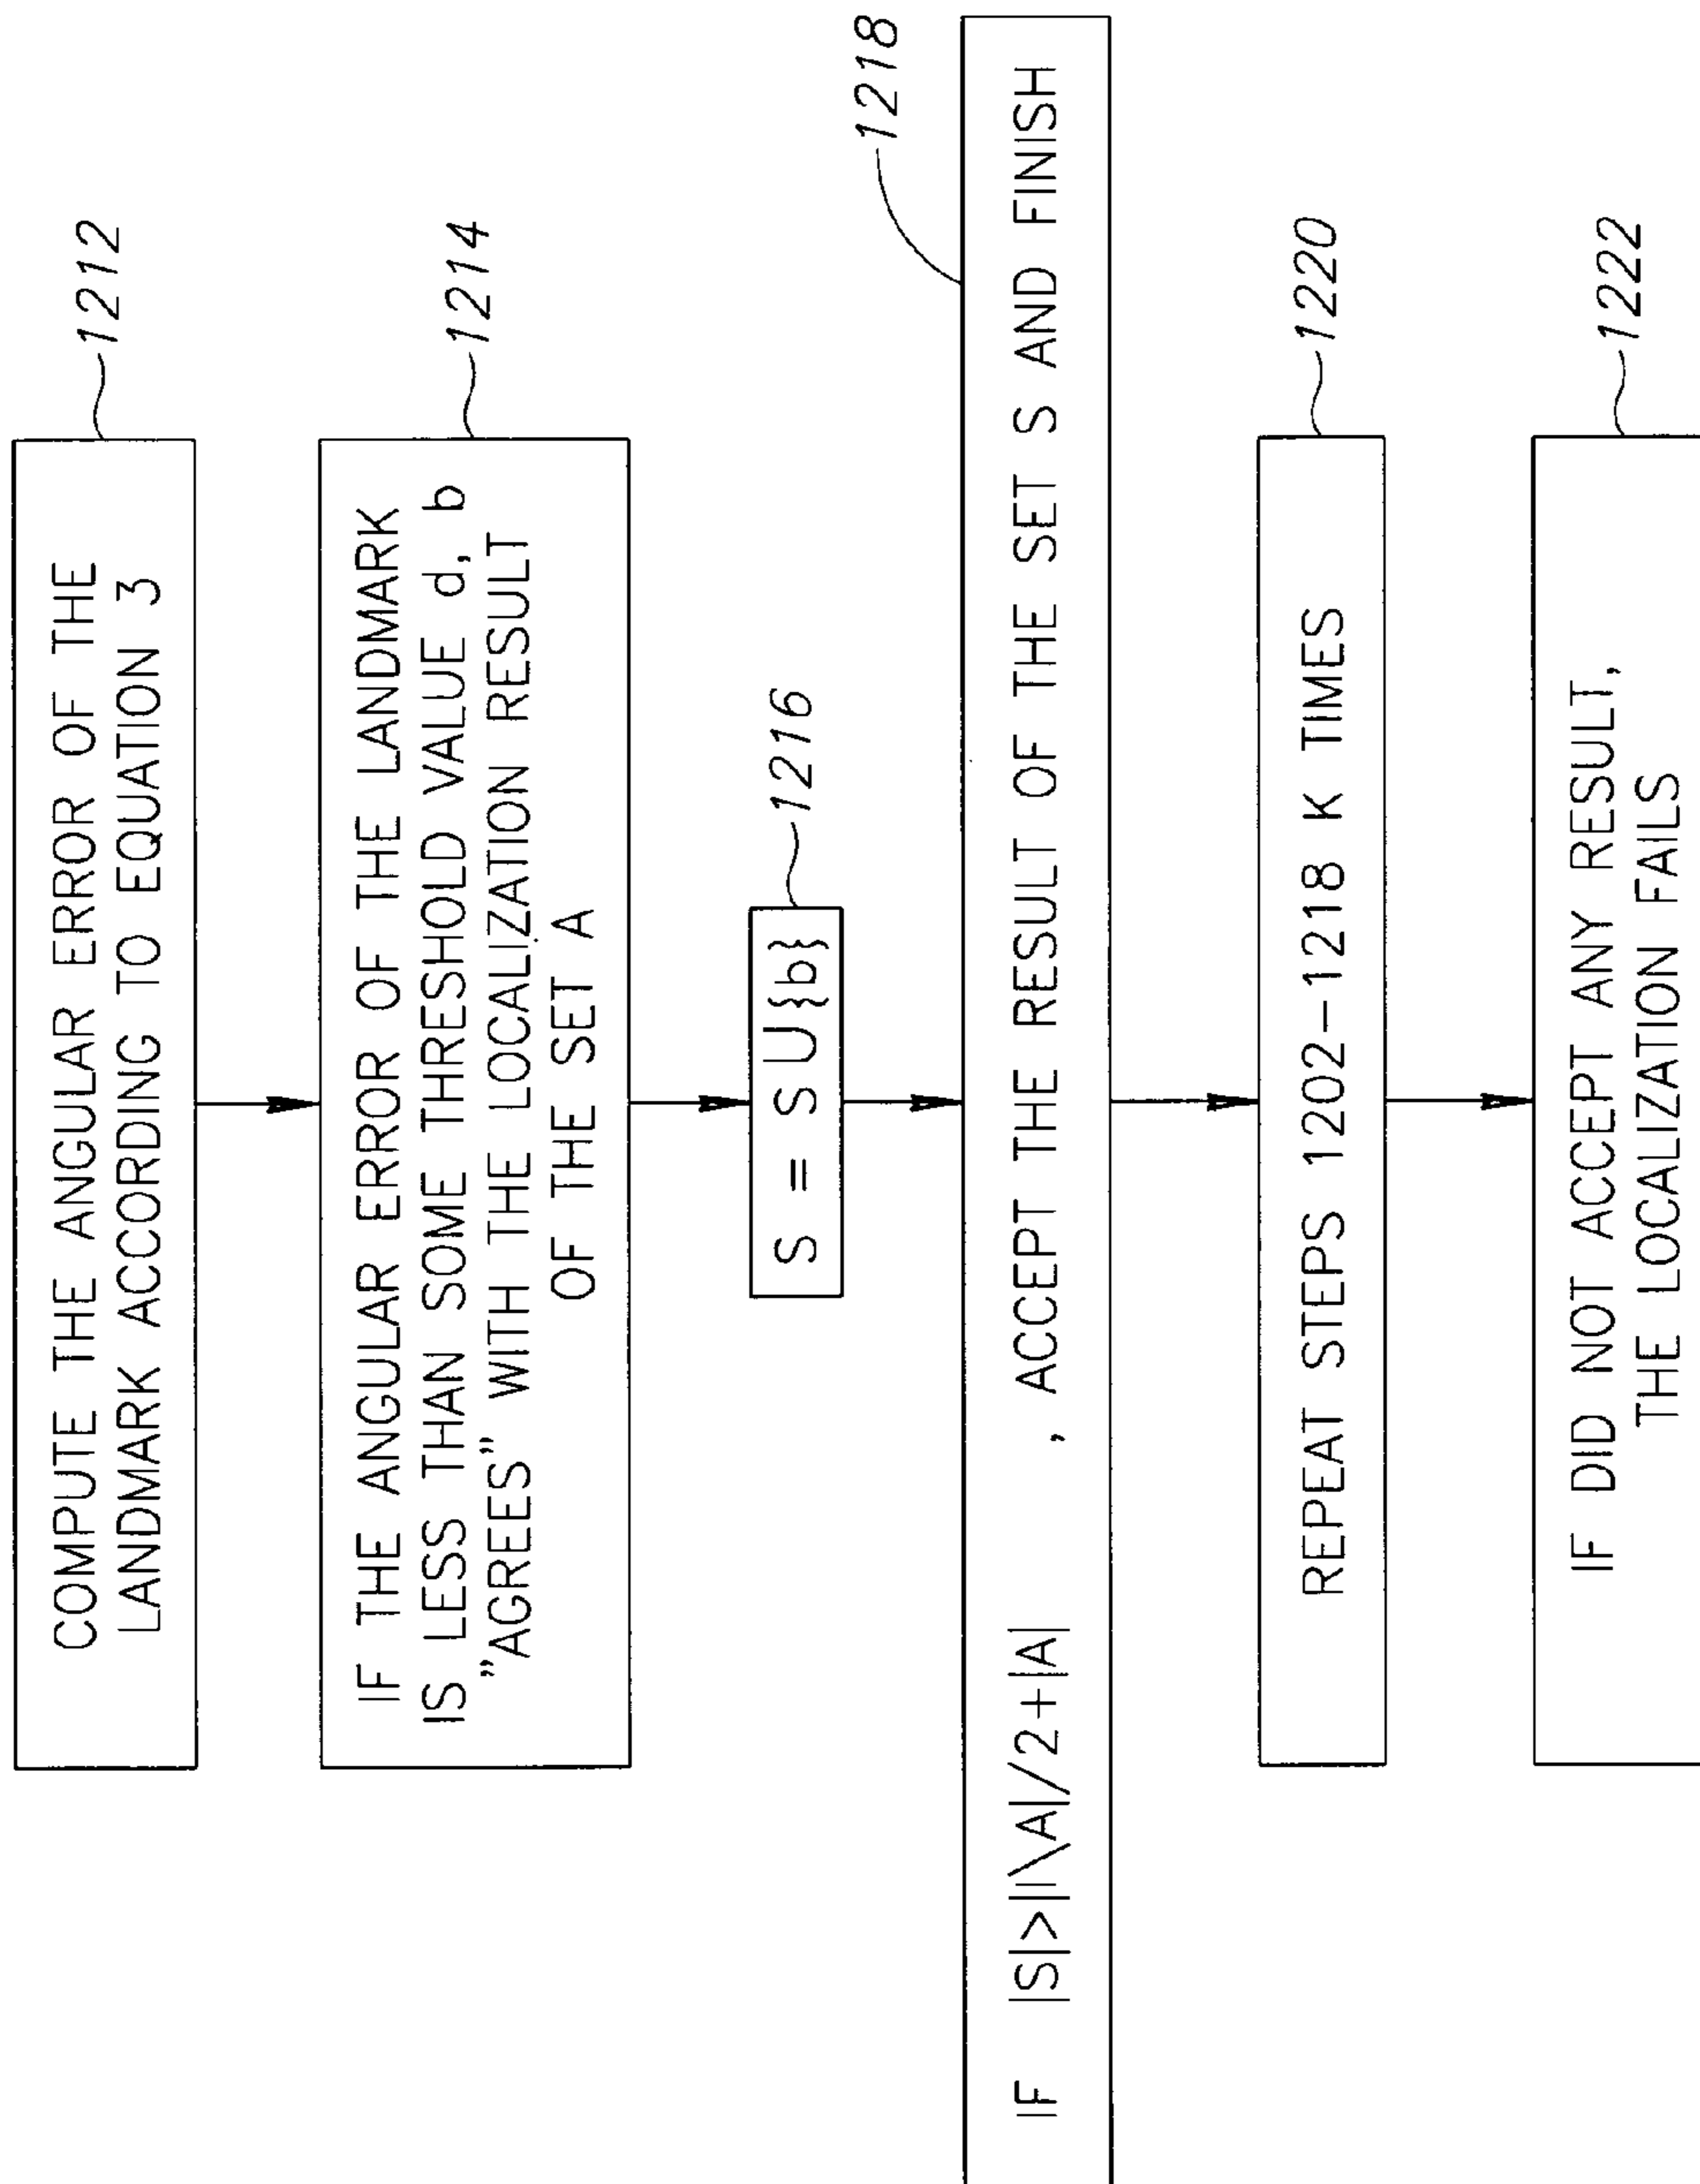 COMPUTE THE ANGULAR ERROR OF THE
LANDMARK ACCORDING TO EQUATION 3
1212
IF THE ANGULAR ERROR OF THE LANDMARK
IS LESS THAN SOME THRESHOLD VALUE d, b
"AGREES" WITH THE LOCALIZATION RESULT
OF THE SET A
1214
S = SU{b}
1216
IF |S|>|I\A|/2+|A| , ACCEPT THE RESULT OF THE SET S AND FINISH
1218
REPEAT STEPS 1202-1218 K TIMES
1220
IF DID NOT ACCEPT ANY RESULT,
THE LOCALIZATION FAILS
1222